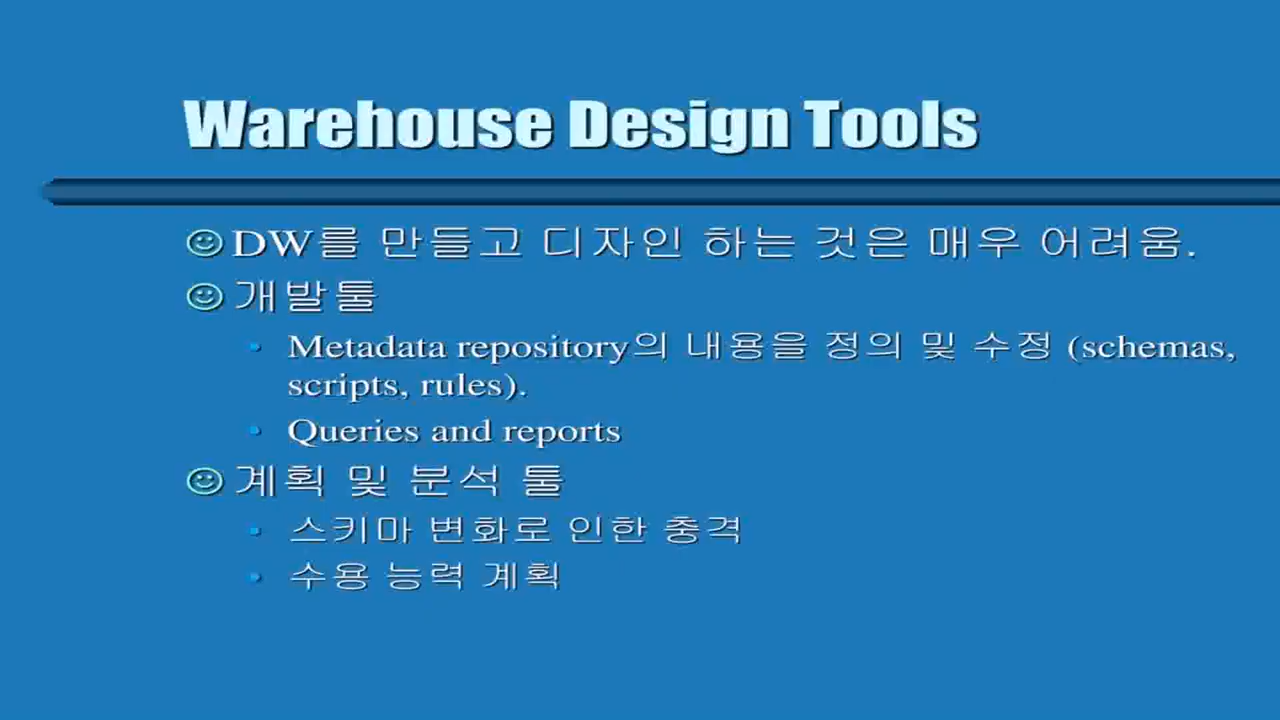 Warehouse Design Tools
DW를 만들고 디자인 하는 것은 매우 어려움.
개발툴
Metadata repository의 내용을 정의 및 수정 (schemas,
scripts, rules).
Queries and reports
계획 및 분석 툴
스키마 변화로 인한 충격
수용 능력 계획